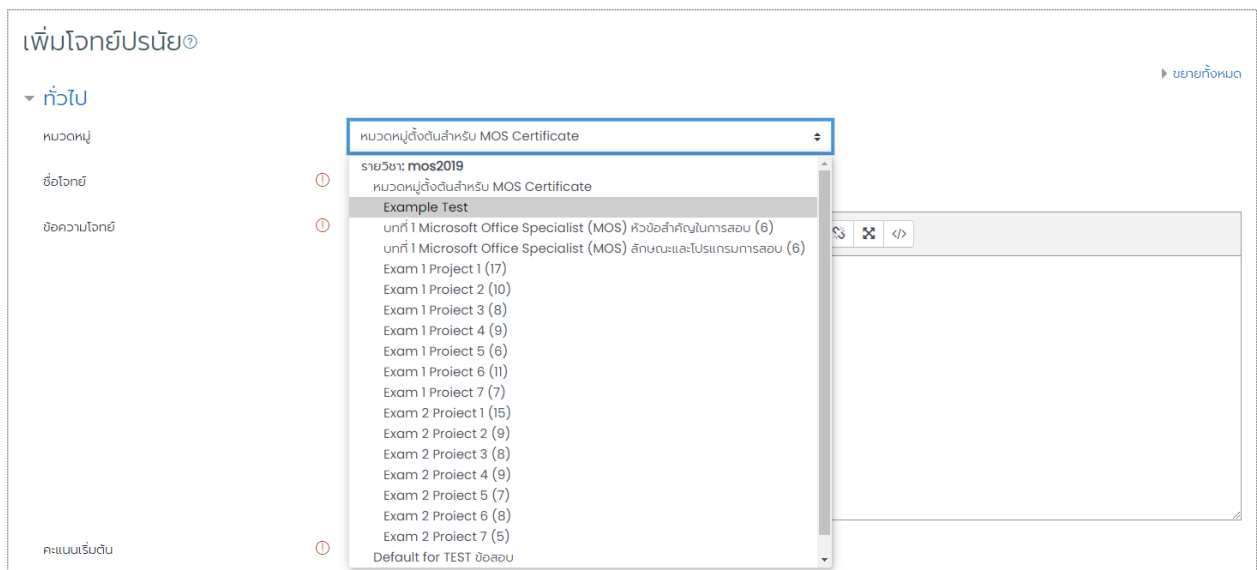 เพิ่มโจทย์ปรนัย
ขยายทั้งหมด
ทั่วไป
หมวดหมู่
หมวดหมู่ตั้งต้นสำหรับ MOS Certificate
รายวิชา: mos2019
หมวดหมู่ตั้งต้นสำหรับ MOS Certificate
ชื่อโจทย์
Example Test
ข้อความโจทย์
บทที่ 1 Microsoft Office Specialist (MOS) หัวข้อสำคัญในการสอบ (6)
บทที่ 1 Microsoft Office Specialist (MOS) ลักษณะและโปรแกรมการสอบ (6)
Exam 1 Project 1 (17)
Exam 1 Project 2 (10)
Exam 1 Project 3 (8)
Exam 1 Project 4 (9)
Exam 1 Project 5 (6)
Exam 1 Project 6 (11)
Exam 1 Project 7 (7)
Exam 2 Project 1 (15)
Exam 2 Project 2 (9)
Exam 2 Project 3 (8)
Exam 2 Project 4 (9)
Exam 2 Project 5 (7)
Exam 2 Project 6 (8)
Exam 2 Project 7 (5)
คะแนนเริ่มต้น
Default for TEST ข้อสอบ